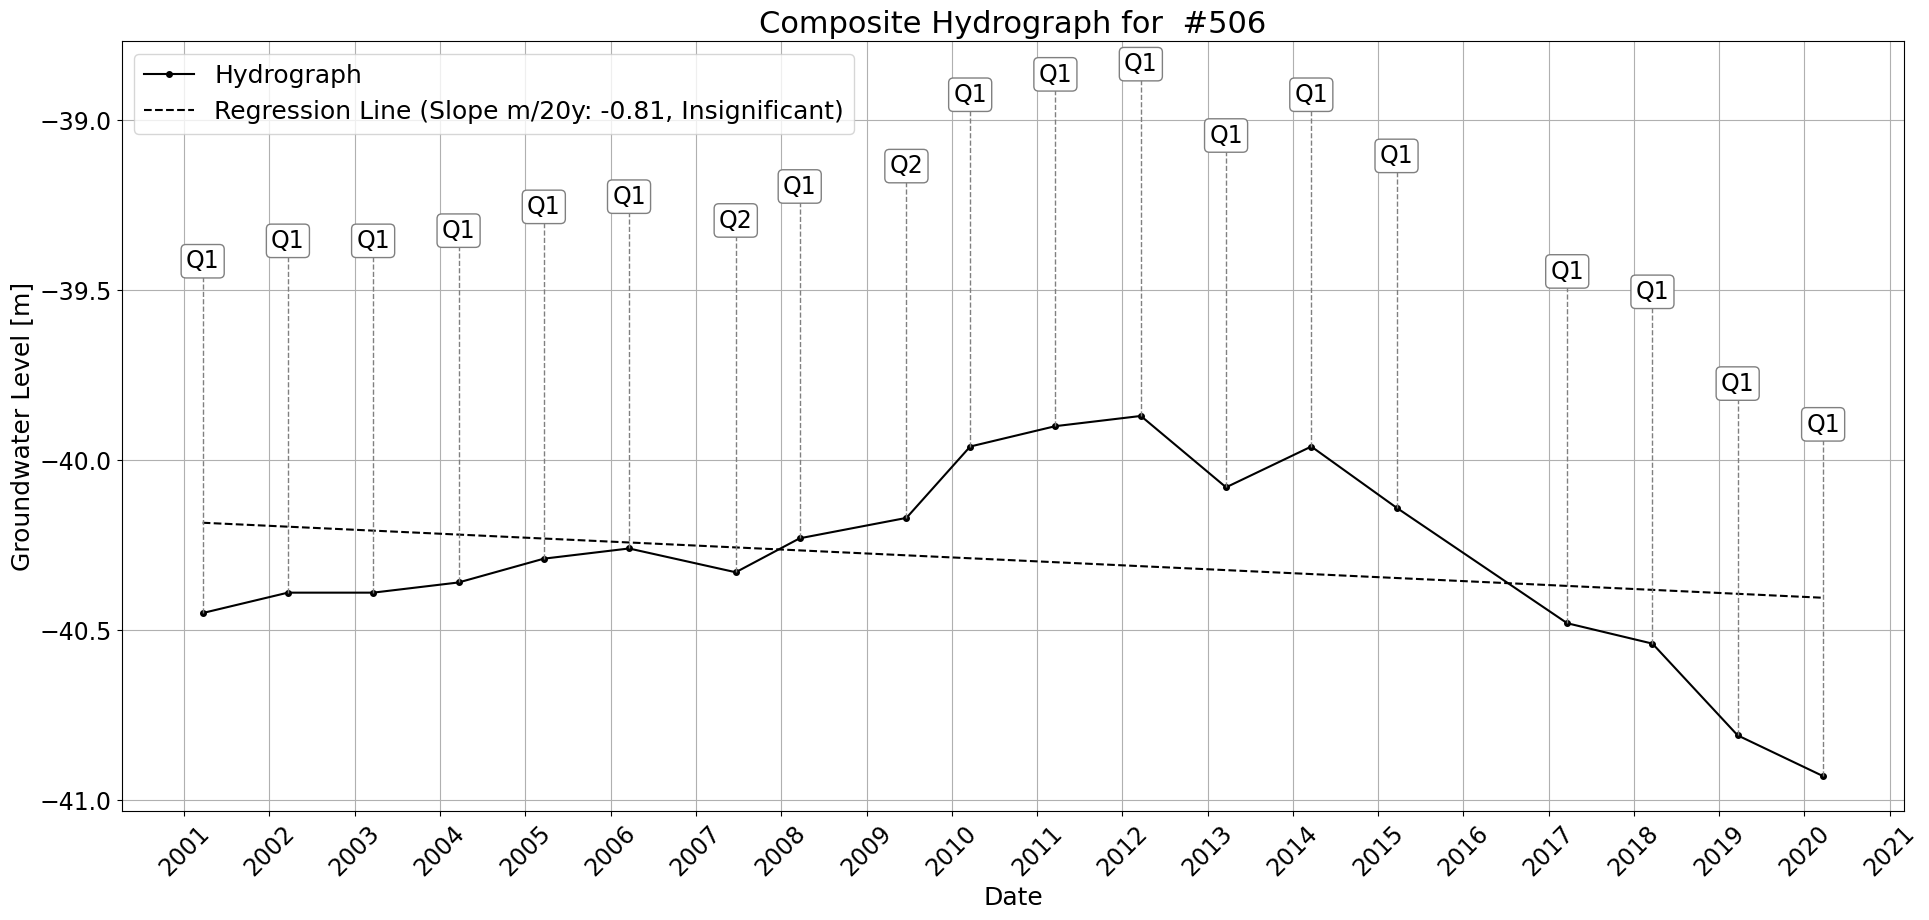 Composite Hydrograph for  #506
Hydrograph
Regression Line (Slope m/20y: -0.81, Insignificant)
Q1
Q1
Q1
Q1
Q1
Q1
Q2
Q1
Q2
Q1
Q1
Q1
Q1
Q1
Q1
Q1
Q1
Q1
Q1
Groundwater Level [m]
−39.0
−39.5
−40.0
−40.5
−41.0
2001
2002
2003
2004
2005
2006
2007
2008
2009
2010
2011
2012
2013
2014
2015
2016
2017
2018
2019
2020
2021
Date